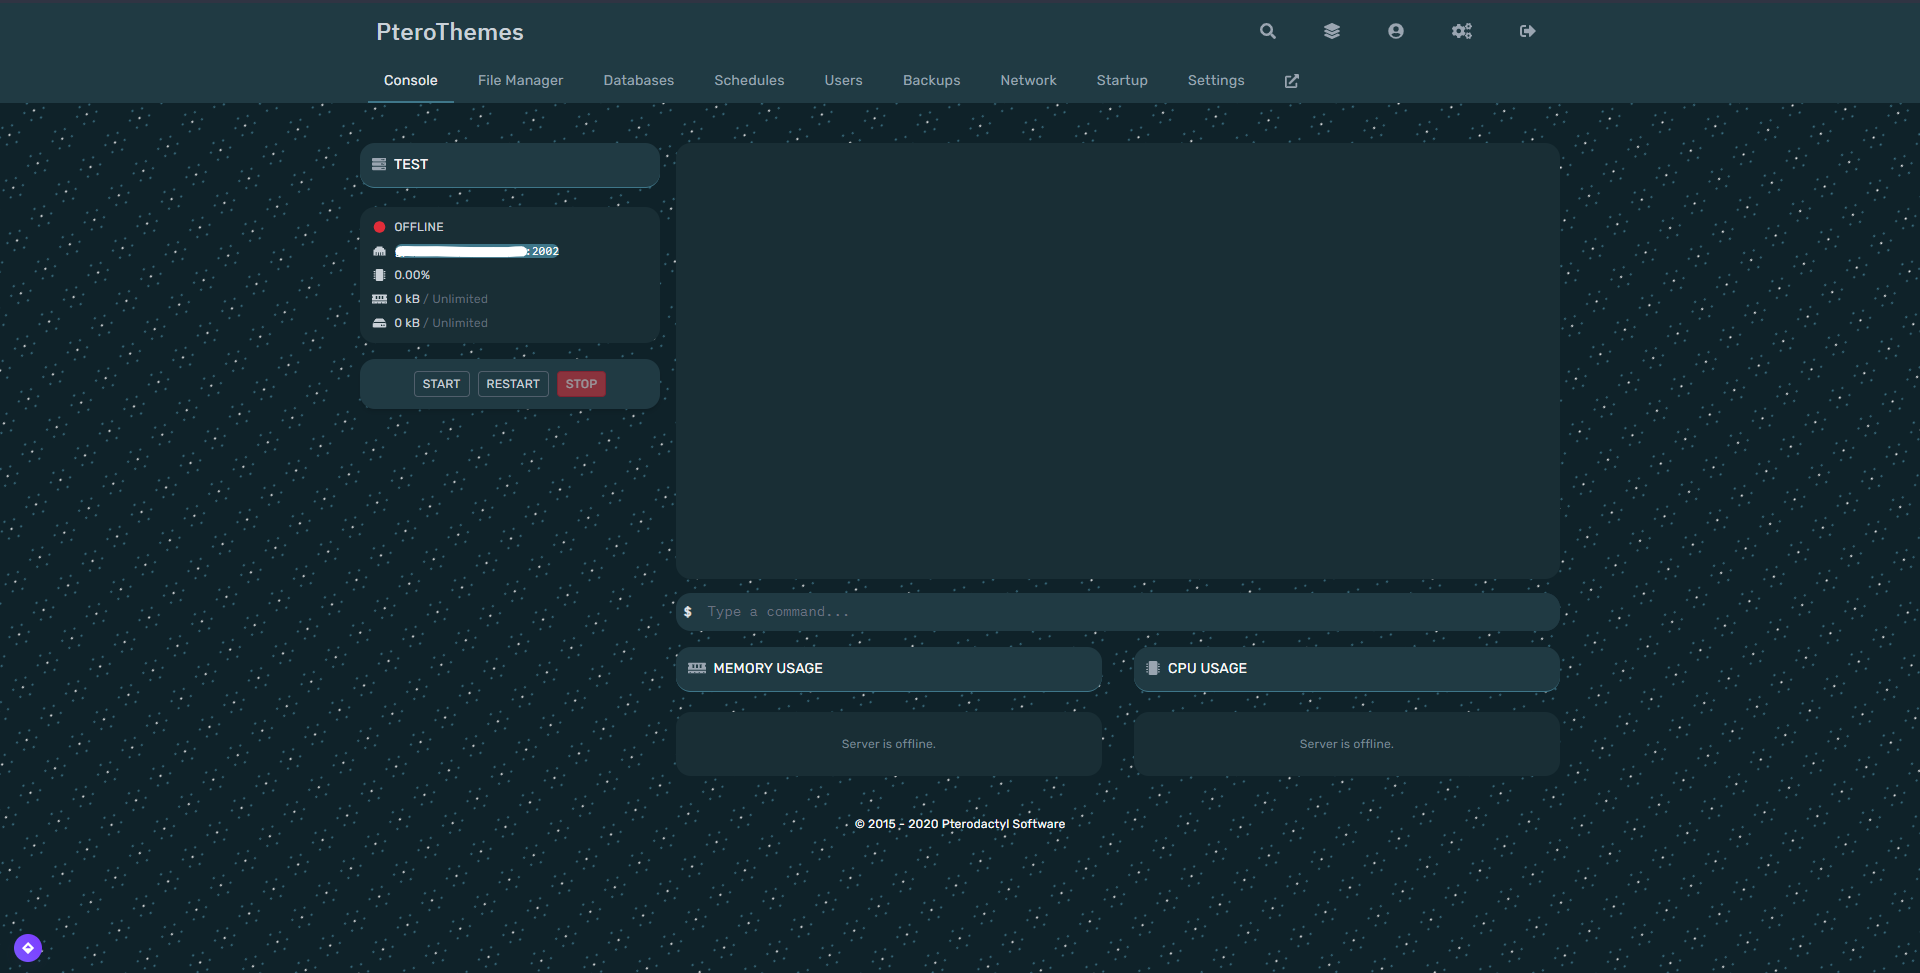 PteroThemes
Console File Manager Databases Schedules Users Backups Network Startup Settings
TEST
OFFLINE
:2002
0.00%
0 kB / Unlimited
0 kB / Unlimited
START RESTART STOP
$ Type a command...
MEMORY USAGE
Server is offline.
CPU USAGE
Server is offline.
© 2015 - 2020 Pterodactyl Software